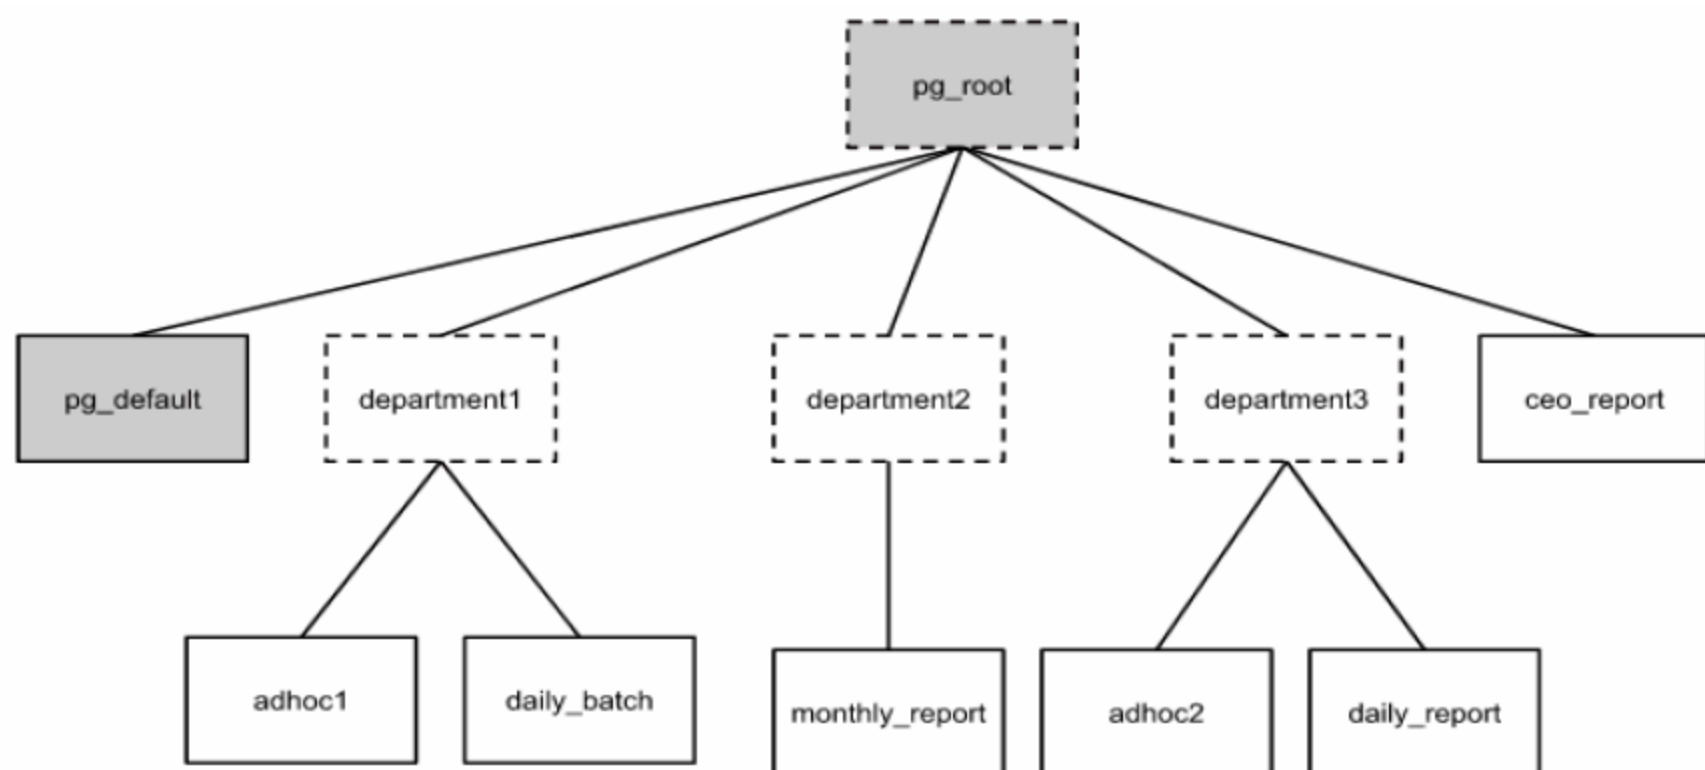 pg_root
pg_default
department1
department2
department3
ceo_report
adhoc1
daily_batch
monthly_report
adhoc2
daily_report